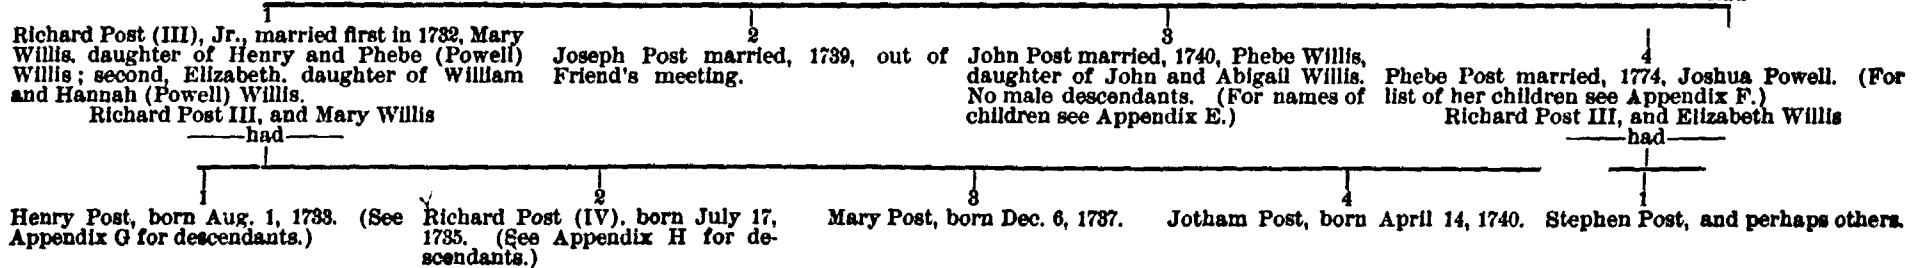 1
Richard Post (III), Jr., married first in 1732, Mary
Willis. daughter of Henry and Phebe (Powell)
Willis; second, Elizabeth. daughter of William
and Hannah (Powell) Willis.
Richard Post III, and Mary Willis
had
2
Joseph Post married, 1739, out of
Friend's meeting.
3
John Post married, 1740, Phebe Willis,
daughter of John and Abigail Willis.
No male descendants. (For names of
children see Appendix E.)
4
Phebe Post married, 1774, Joshua Powell. (For
list of her children see Appendix F.)
Richard Post III, and Elizabeth Willis
had
1
Henry Post, born Aug. 1, 1733. (See
Appendix G for descendants.)
2
Richard Post (IV). born July 17,
1735. (See Appendix H for de-
scendants.)
3
Mary Post, born Dec. 6, 1737.
4
Jotham Post, born April 14, 1740.
1
Stephen Post, and perhaps others.